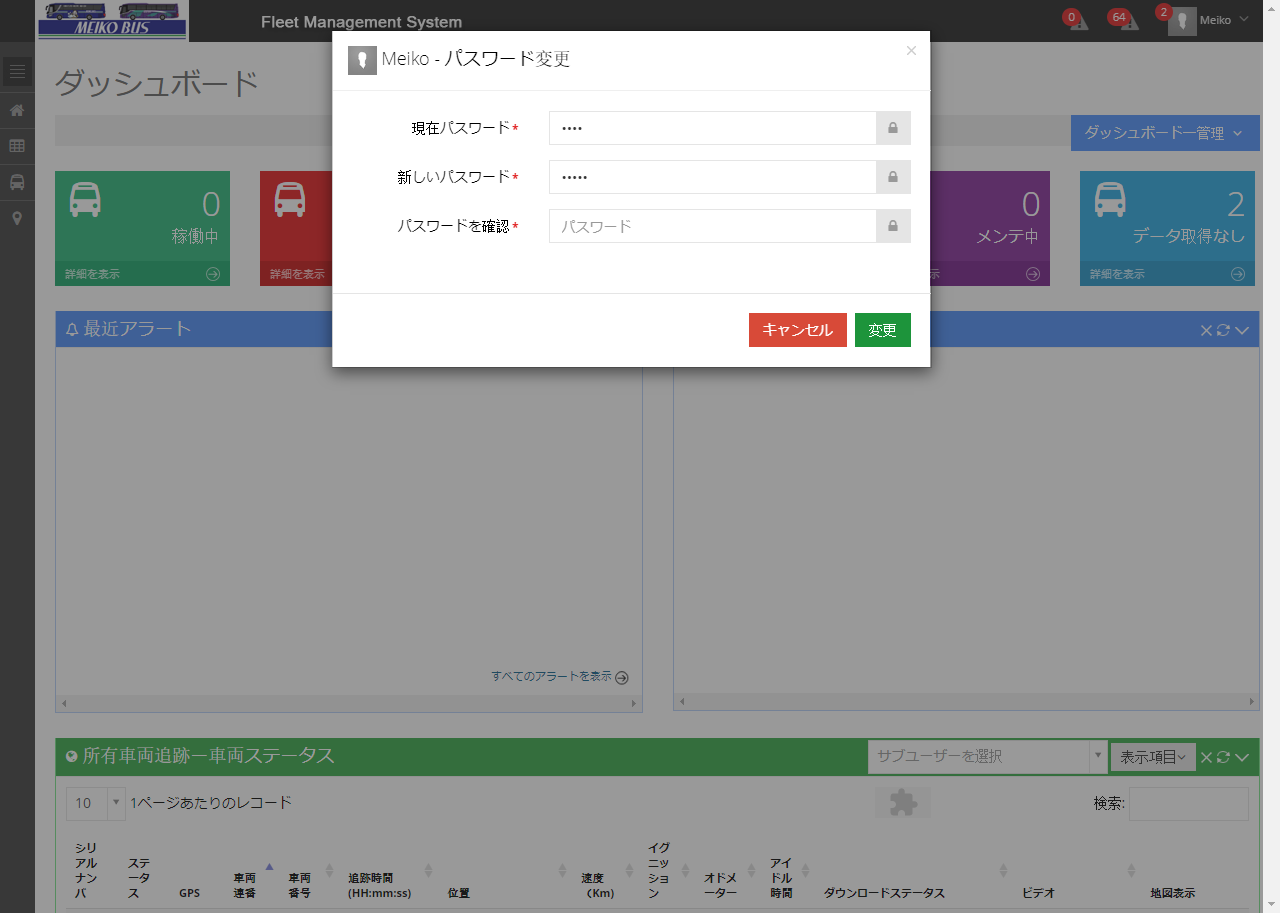 MEIKO BUS
Fleet Management System
0
64
2
Meiko
Meiko - パスワード変更
×
ダッシュボード
現在パスワード*
••••
ダッシュボードー管理
新しいパスワード*
•••••
パスワードを確認*
パスワード
0
稼働中
詳細を表示
詳細を表示
0
メンテ中
示
2
データ取得なし
詳細を表示
キャンセル
変更
最近アラート
すべてのアラートを表示
所有車両追跡ー車両ステータス
サブユーザーを選択
表示項目
10
1ページあたりのレコード
検索:
シリアルナンバ
ステータス
GPS
車両連番
車両番号
追跡時間 (HH:mm:ss)
位置
速度 (Km)
イグニッション
オドメーター
アイドル時間
ダウンロードステータス
ビデオ
地図表示